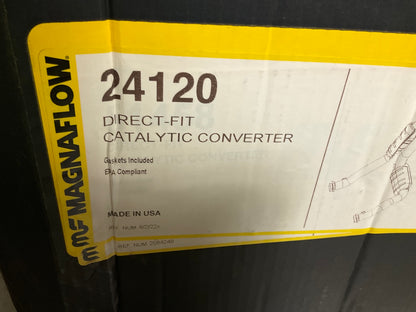 MAGNAFLOW
24120
DIRECT-FIT
CATALYTIC CONVERTER
Gaskets Included
EPA Compliant
MADE IN USA